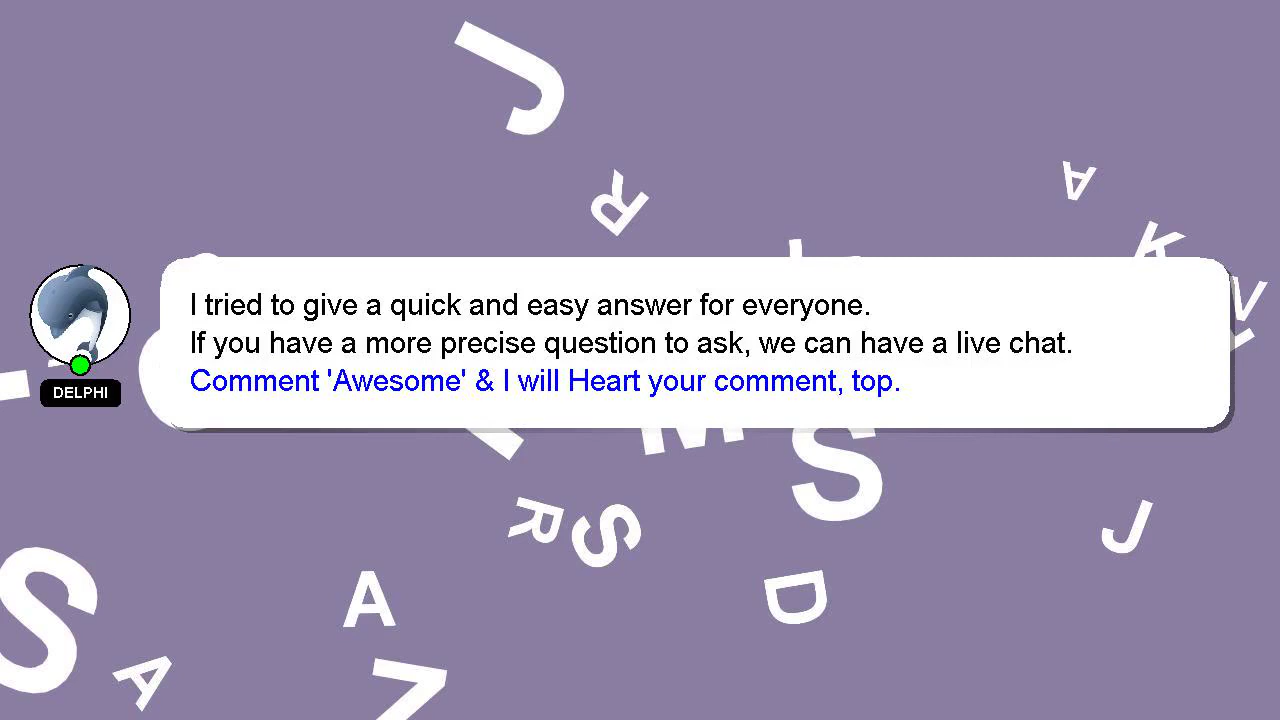 I tried to give a quick and easy answer for everyone.
If you have a more precise question to ask, we can have a live chat.
Comment 'Awesome' & I will Heart your comment, top.
DELPHI
J
R
A
K
V
M
S
R
S
J
D
A
S
A
Z